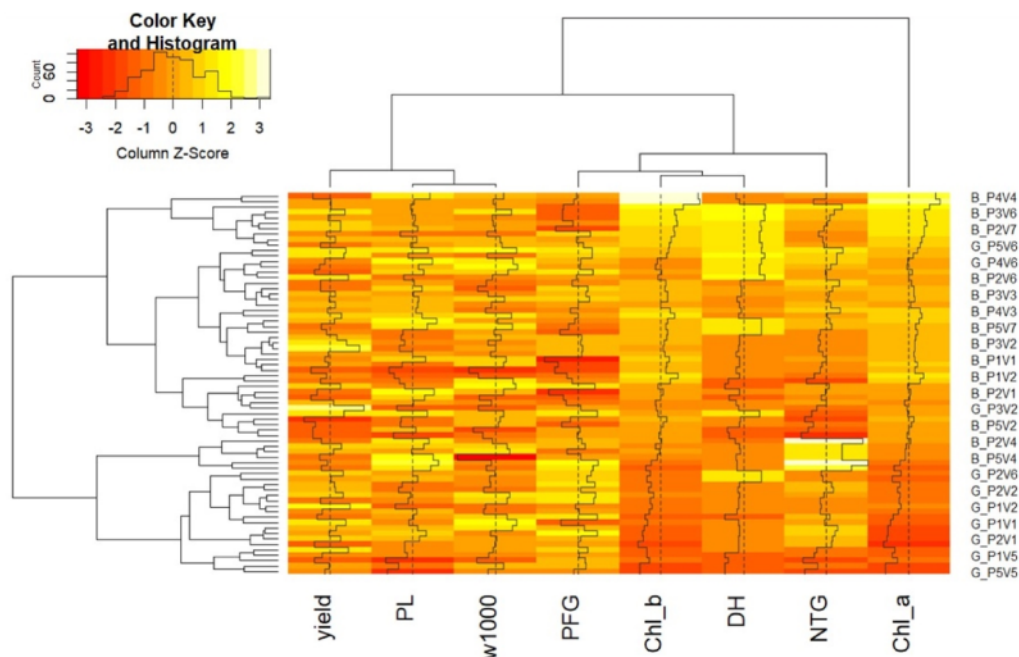 Color Key
and Histogram
Count
0 60
-3 -2 -1 0 1 2 3
Column Z-Score
B_P4V4
B_P3V6
B_P2V7
G_P5V6
G_P4V6
B_P2V6
B_P3V3
B_P4V3
B_P5V7
B_P3V2
B_P1V1
B_P1V2
B_P2V1
G_P3V2
B_P5V2
B_P2V4
B_P5V4
G_P2V6
G_P2V2
G_P1V2
G_P1V1
G_P2V1
G_P1V5
G_P5V5
yield PL w1000 PFG Chl_b DH NTG Chl_a